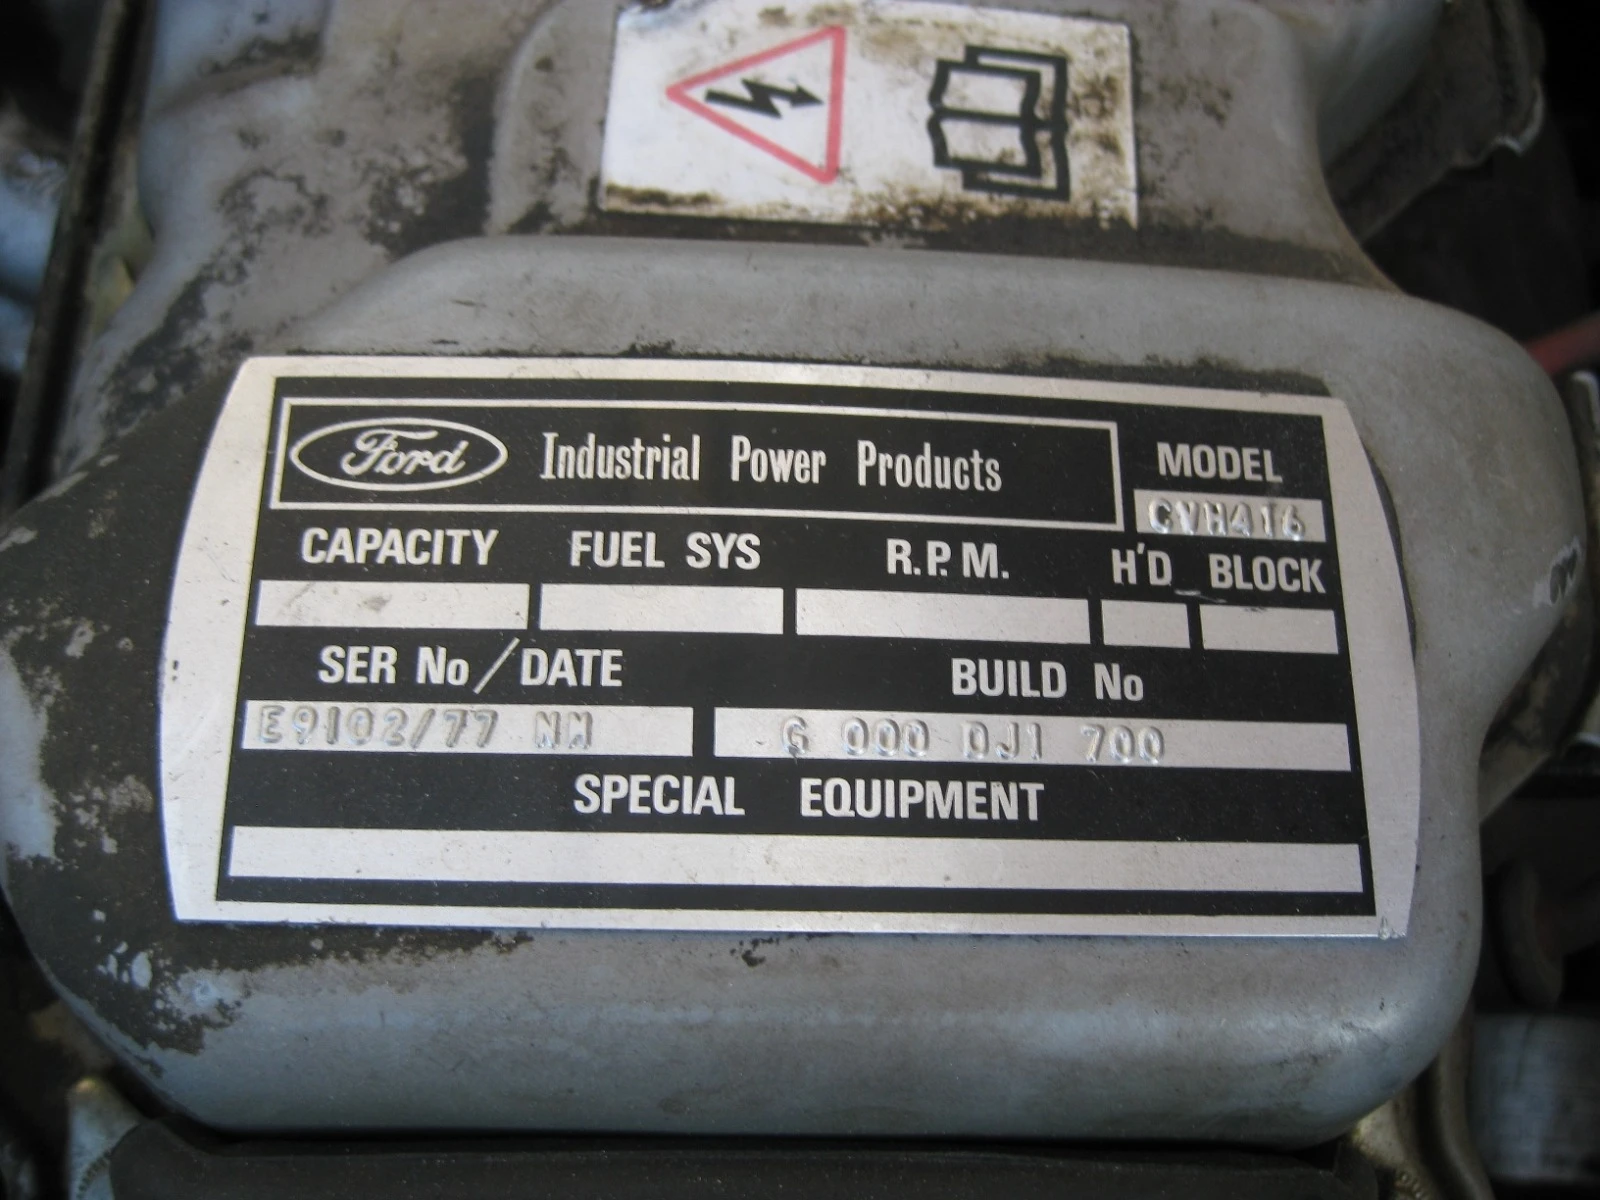 Ford Industrial Power Products
MODEL
CVH416
CAPACITY FUEL SYS R.P.M. H'D BLOCK
SER No/DATE BUILD No
E9102/77 NW G 000 DJ1 700
SPECIAL EQUIPMENT